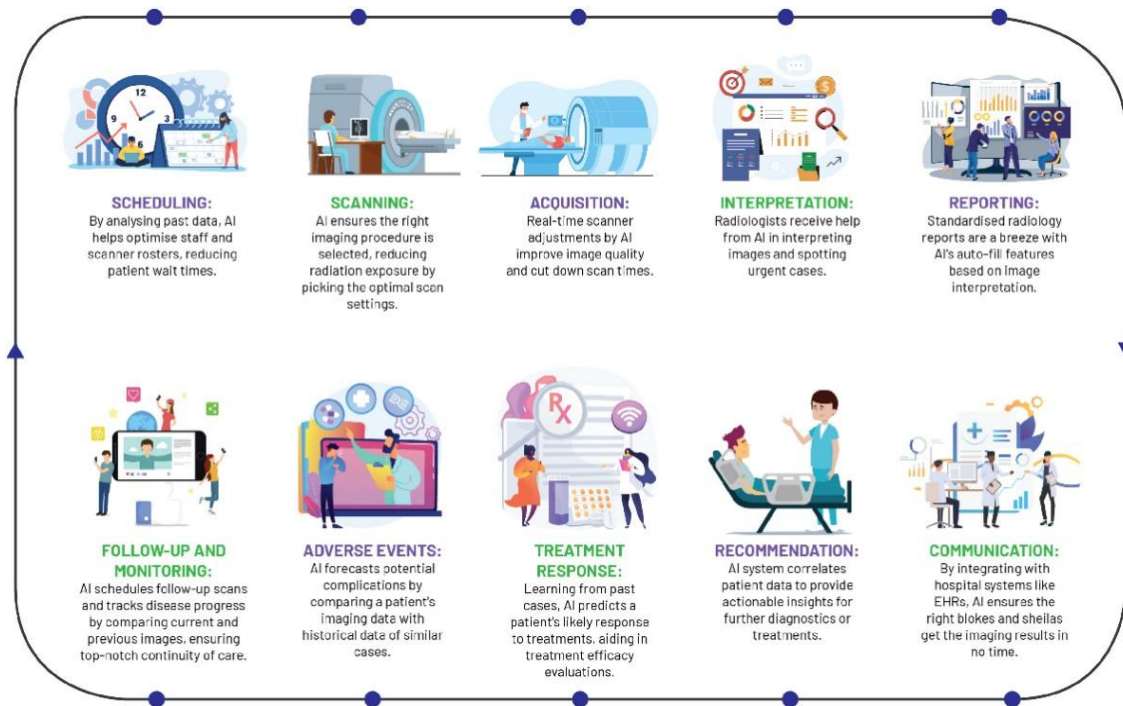 SCHEDULING:
By analysing past data, AI
helps optimise staff and
scanner rosters, reducing
patient wait times.
SCANNING:
AI ensures the right
imaging procedure is
selected, reducing
radiation exposure by
picking the optimal scan
settings.
ACQUISITION:
Real-time scanner
adjustments by AI
improve image quality
and cut down scan times.
INTERPRETATION:
Radiologists receive help
from AI in interpreting
images and spotting
urgent cases.
REPORTING:
Standardised radiology
reports are a breeze with
AI's auto-fill features
based on image
interpretation.
FOLLOW-UP AND
MONITORING:
AI schedules follow-up scans
and tracks disease progress
by comparing current and
previous images, ensuring
top-notch continuity of care.
ADVERSE EVENTS:
AI forecasts potential
complications by
comparing a patient's
imaging data with
historical data of similar
cases.
TREATMENT
RESPONSE:
Learning from past
cases, AI predicts a
patient's likely
response to treatments, aiding in
treatment efficacy
evaluations.
RECOMMENDATION:
AI system correlates
patient data to provide
actionable insights for
further diagnostics or
treatments.
COMMUNICATION:
By integrating with
hospital systems like
EHRs, AI ensures the
right blokes and sheilas
get the imaging results in
no time.
12
3
6
9
RX
$